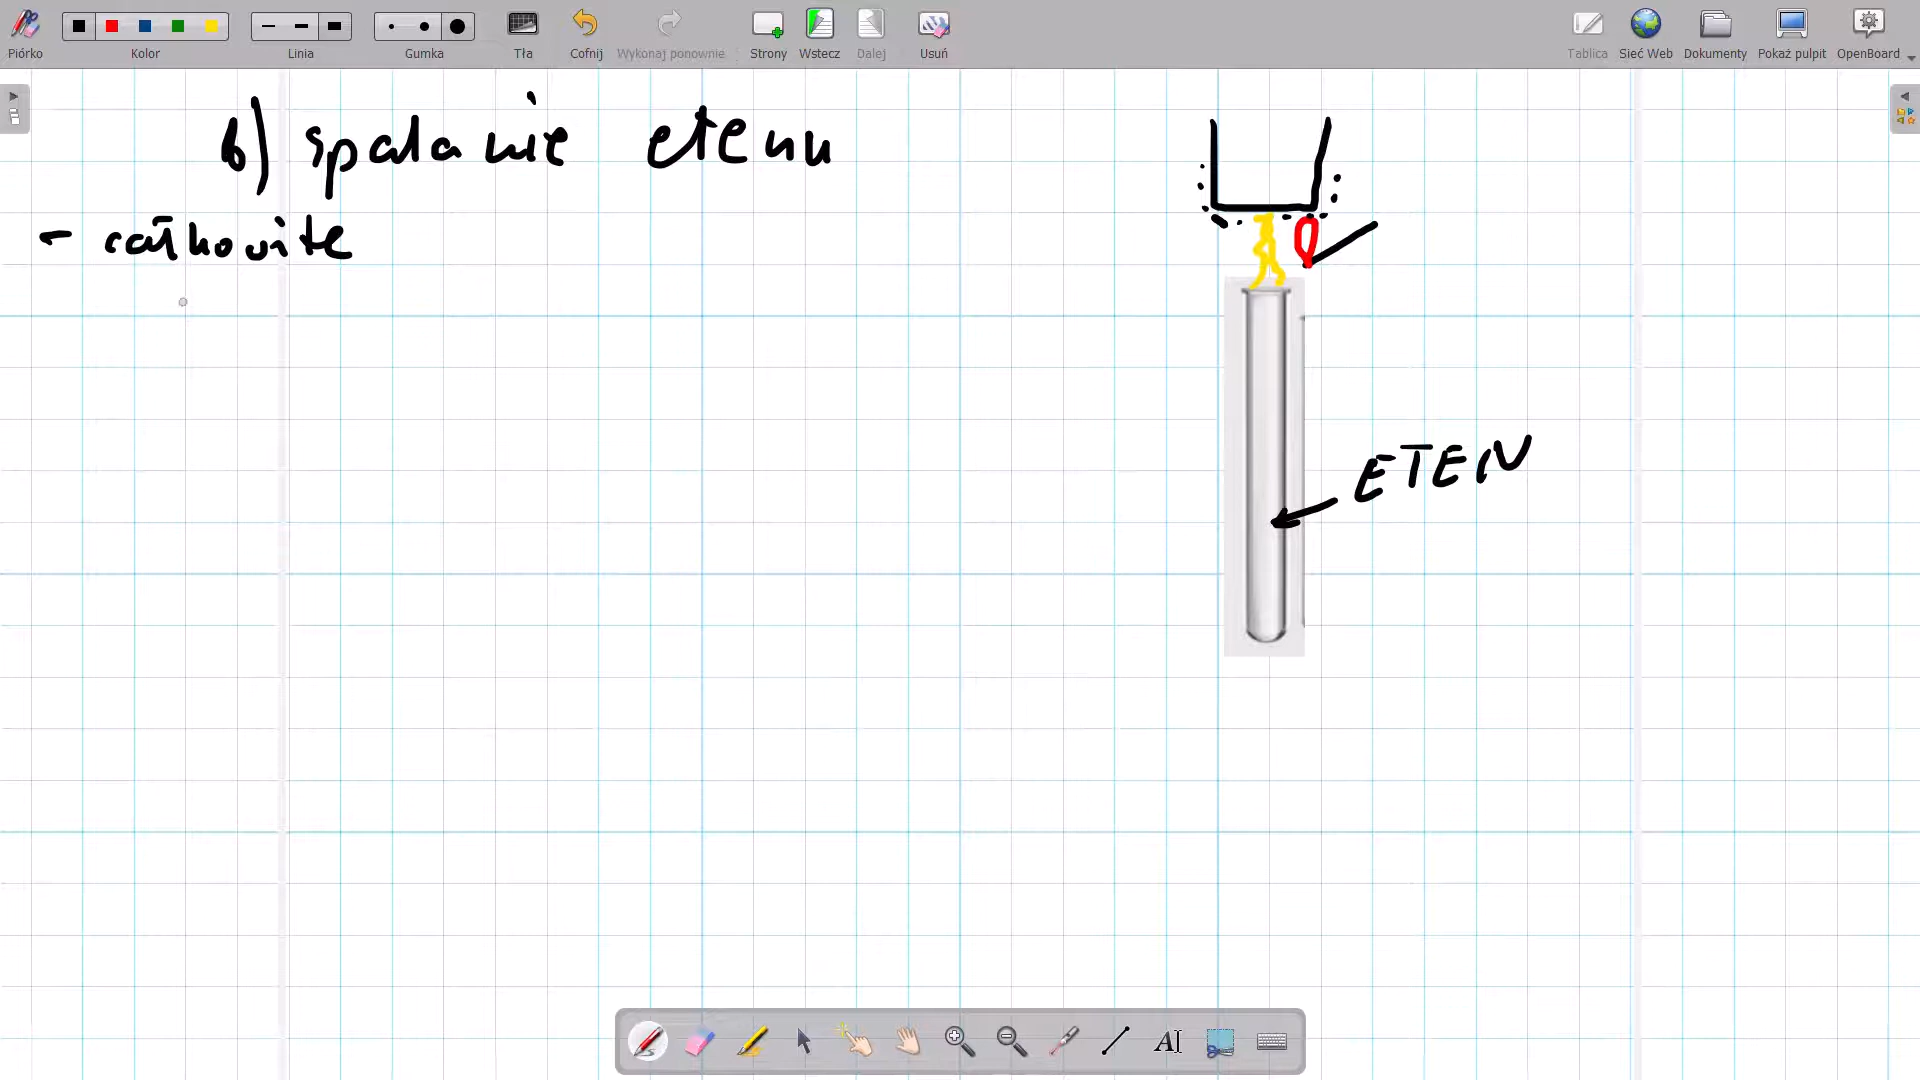 Piórko
Kolor
Linia
Gumka
Tła
Cofnij
Wykonaj ponownie
Strony
Wstecz
Dalej
Usuń
Tablica
Sieć Web
Dokumenty
Pokaż pulpit
OpenBoard
b) spalanie etenu
- całkowite
ETEN